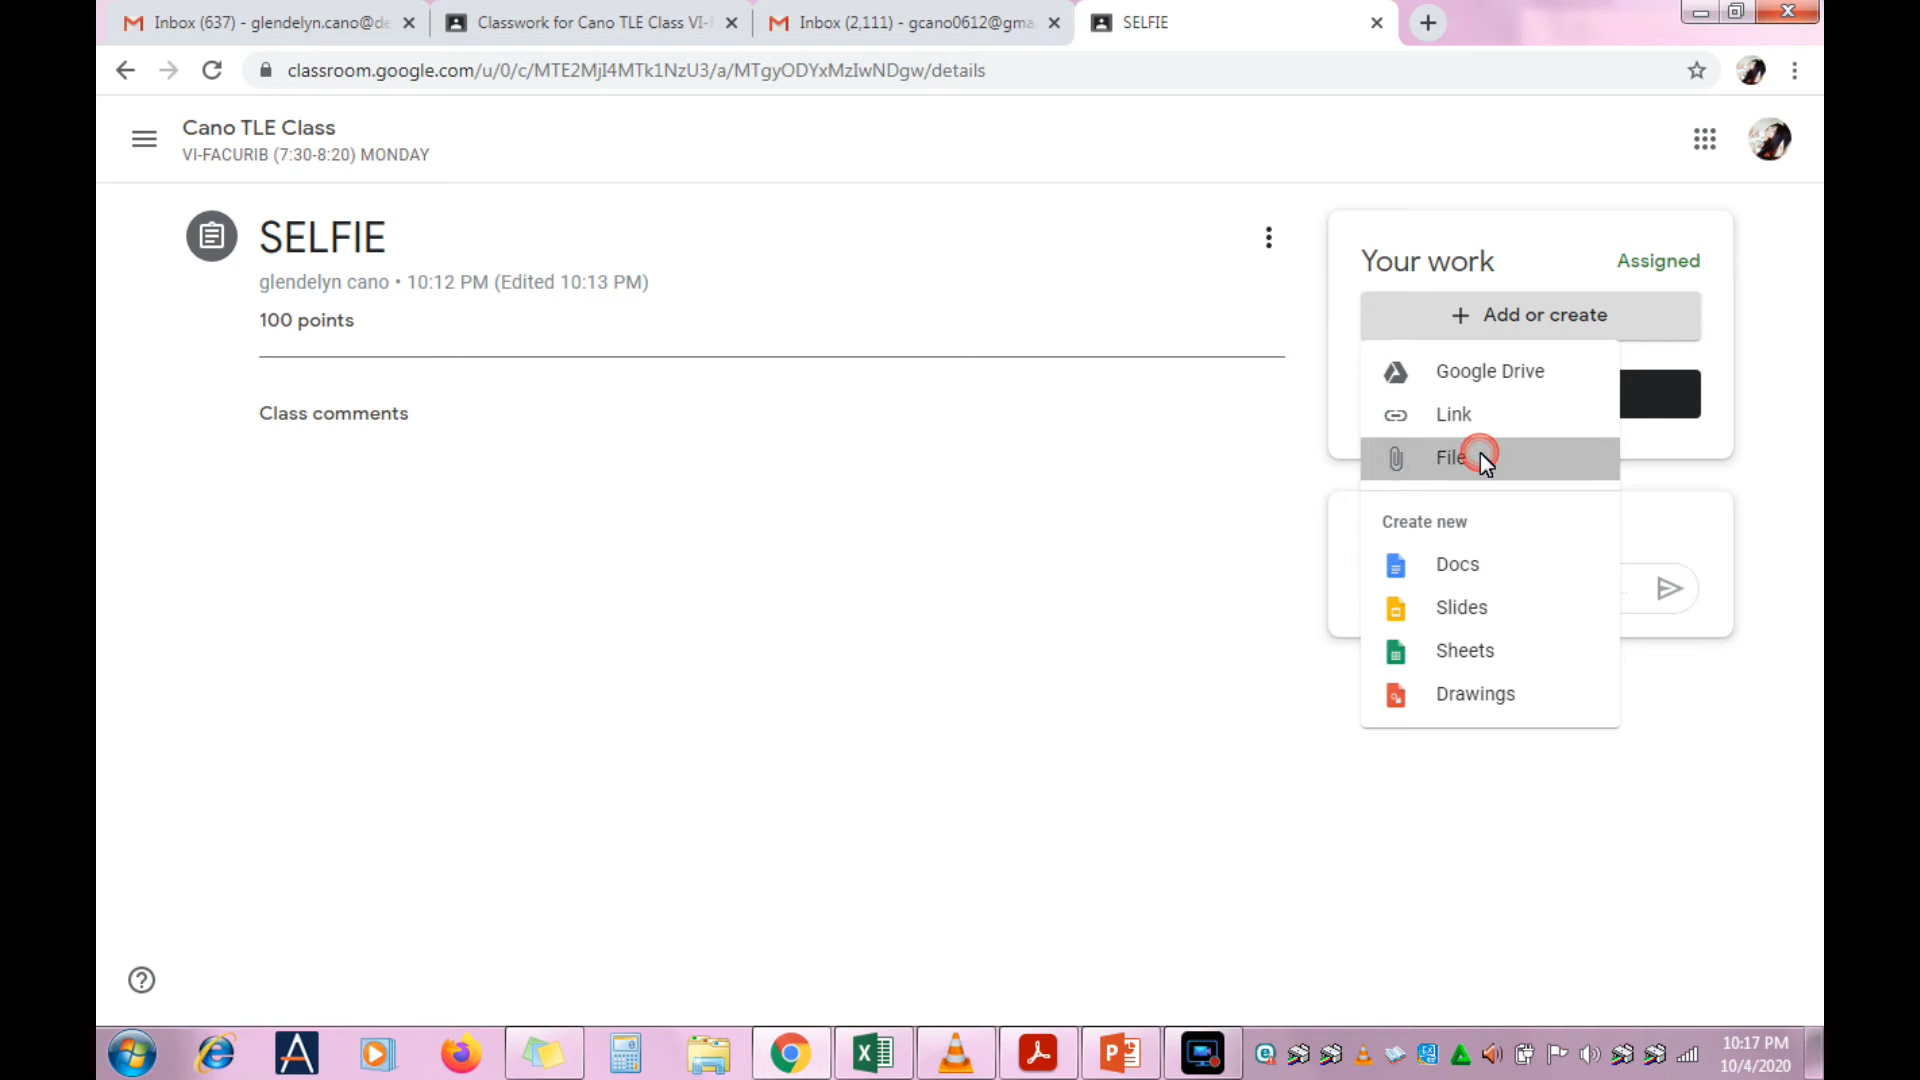 Inbox (637) - glendelyn.cano@de
Classwork for Cano TLE Class VI-
Inbox (2,111) - gcano0612@gma
SELFIE
classroom.google.com/u/0/c/MTE2MjI4MTk1NzU3/a/MTgyODYxMzIwNDgw/details
Cano TLE Class
VI-FACURIB (7:30-8:20) MONDAY
SELFIE
glendelyn cano • 10:12 PM (Edited 10:13 PM)
100 points
Class comments
Your work
Assigned
+ Add or create
Google Drive
Link
File
Create new
Docs
Slides
Sheets
Drawings
10:17 PM
10/4/2020